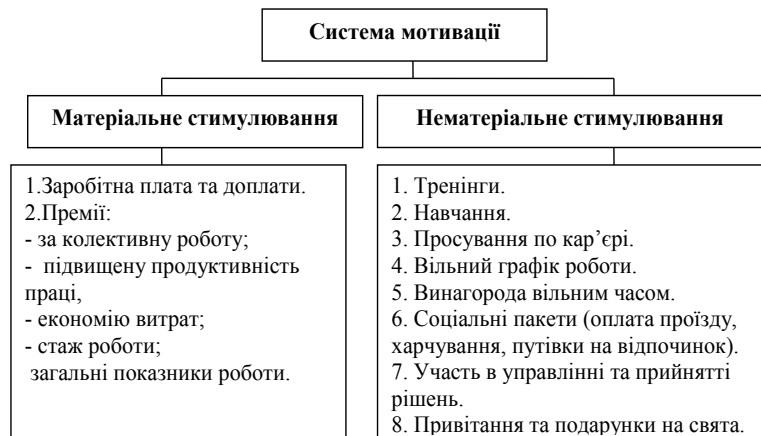 Система мотивації
Матеріальне стимулювання
1.Заробітна плата та доплати.
2.Премії:
- за колективну роботу;
- підвищену продуктивність
праці,
- економію витрат;
- стаж роботи;
загальні показники роботи.
Нематеріальне стимулювання
1. Тренінги.
2. Навчання.
3. Просування по кар’єрі.
4. Вільний графік роботи.
5. Винагорода вільним часом.
6. Соціальні пакети (оплата проїзду,
харчування, путівки на відпочинок).
7. Участь в управлінні та прийнятті
рішень.
8. Привітання та подарунки на свята.